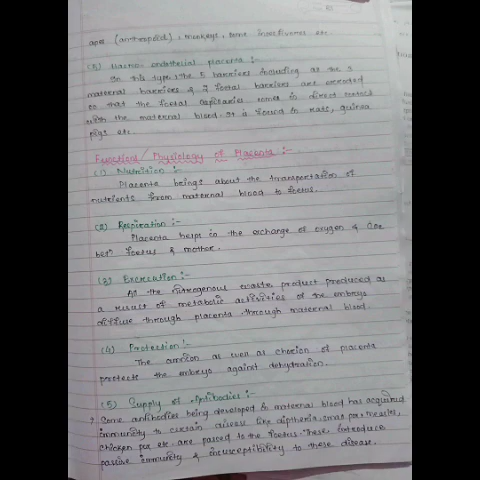 apes (anthropoid), monkeys, some insectivores etc
(5) Haemo endothelial placenta :-
In this type, the 5 barriers including as the 3
maternal barriers & 2 foetal barriers are eroded
so that the foetal capillaries comes in direct contact
with the maternal blood. It is found in rats, guinea
pigs etc
Functions/Physiology of Placenta :-
(1) Nutrition :-
Placenta brings about the transportation of
nutrients from maternal blood to foetus.
(2) Respiration :-
Placenta helps in the exchange of oxygen & CO2
betn foetus & mother.
(3) Excretion :-
All the nitrogenous waste product produced as
a result of metabolic activities of the embryo
diffuse through placenta through maternal blood.
(4) Protection :-
The amnion as well as chorion of placenta
protects the embryo against dehydration.
(5) Supply of Antibodies :-
Some antibodies being developed in maternal blood has acquired
immunity to certain disease like diptheria, small pox, measles,
chicken pox etc. are passed to the foetus. These introduce
passive immunity & insusceptibility to these disease.